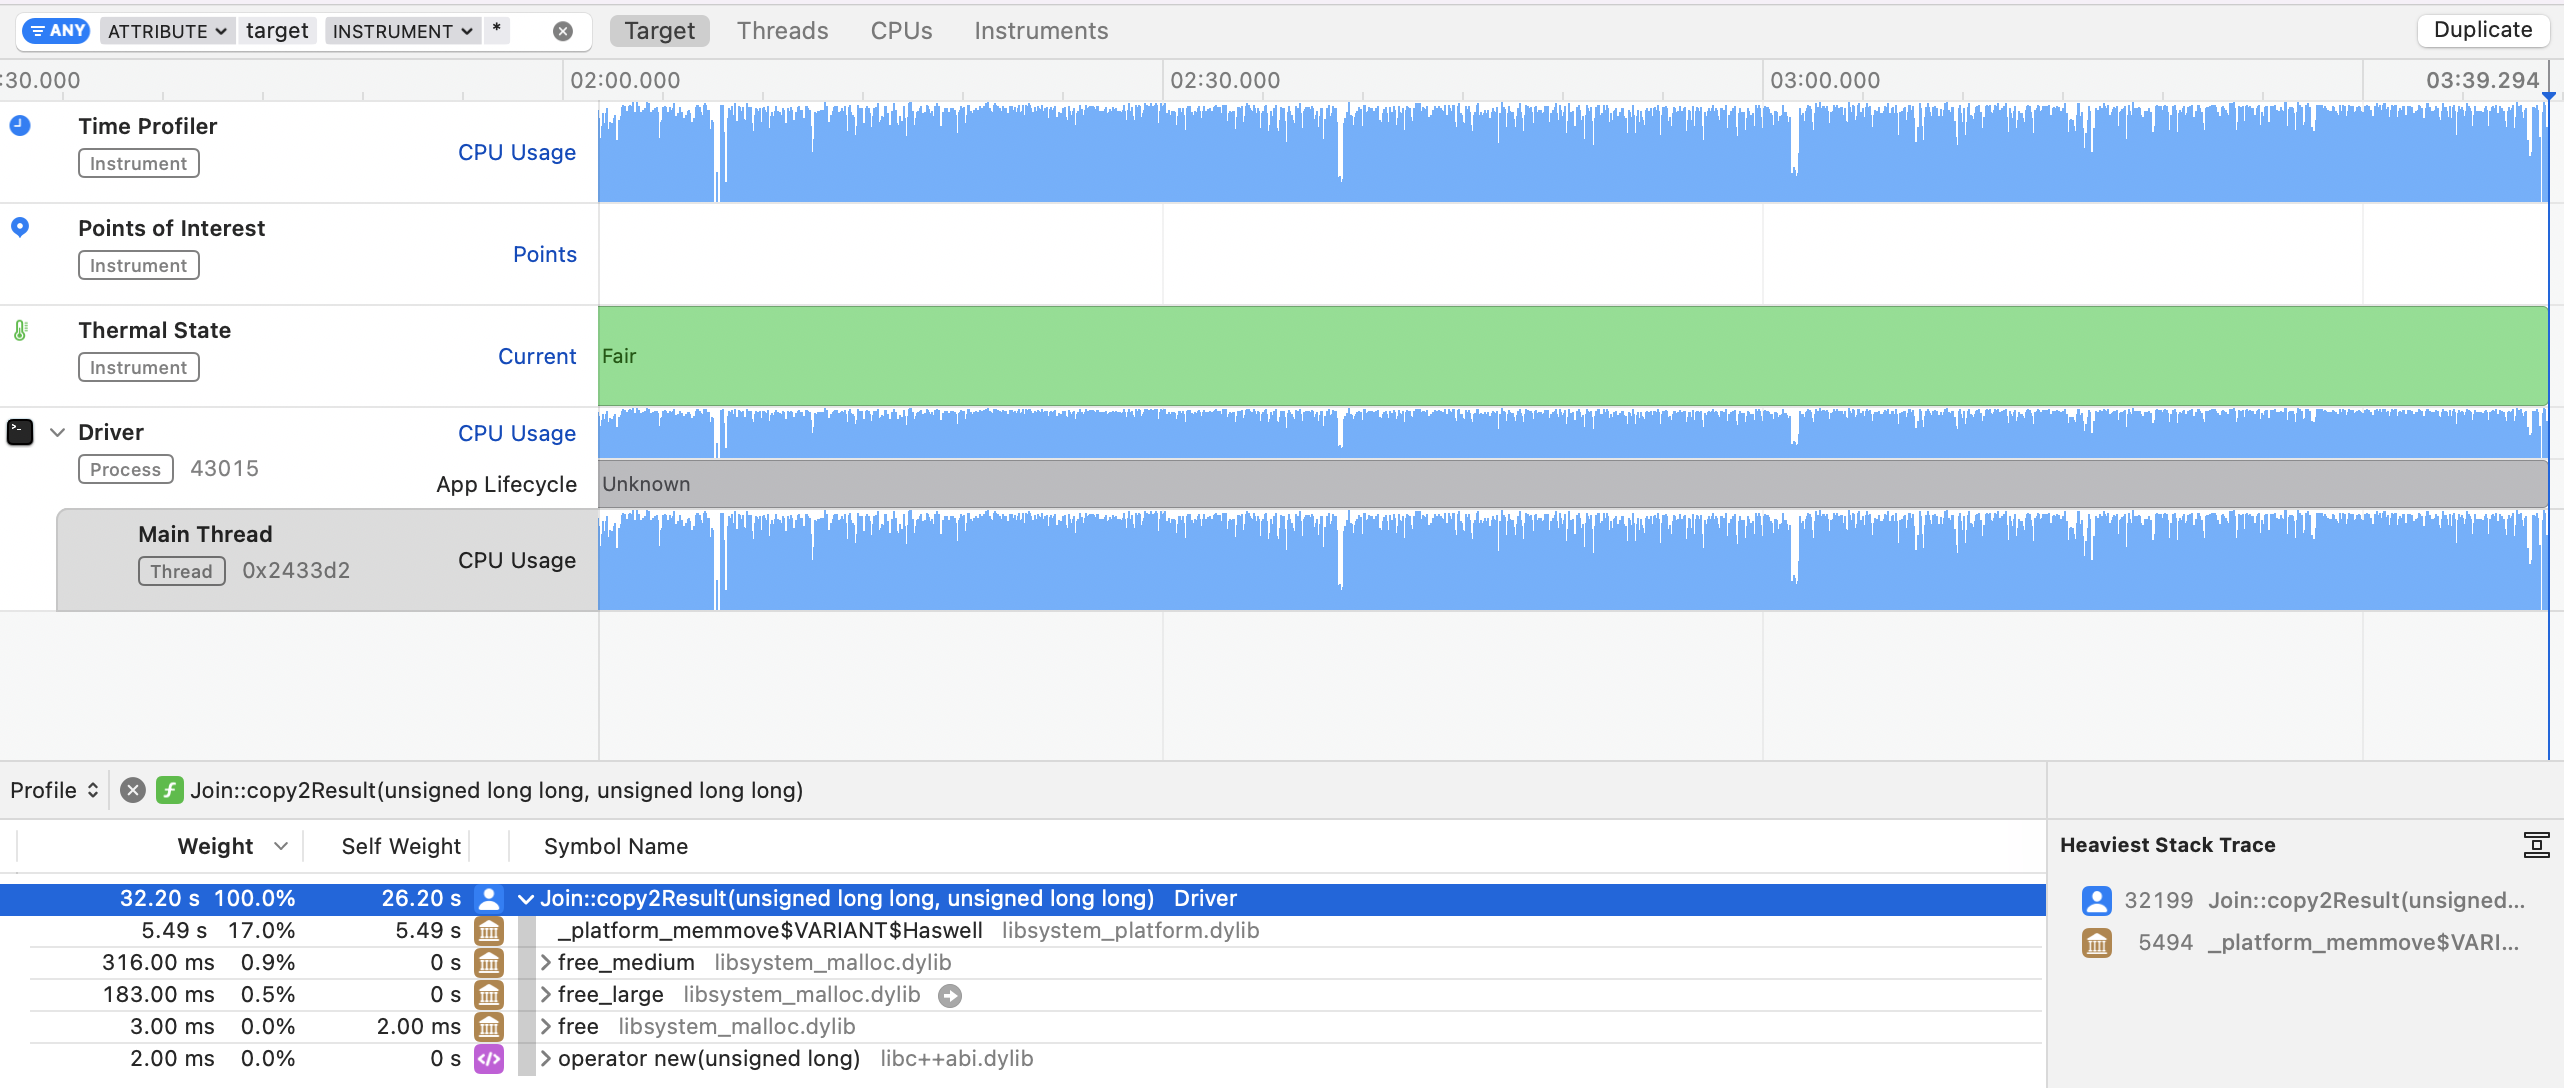 ANY ATTRIBUTE target INSTRUMENT * Target Threads CPUs Instruments Duplicate
:30.000 02:00.000 02:30.000 03:00.000 03:39.294
Time Profiler
Instrument
CPU Usage
Points of Interest
Instrument
Points
Thermal State
Instrument
Current
Fair
Driver
CPU Usage
Process 43015
App Lifecycle
Unknown
Main Thread
Thread 0x2433d2
CPU Usage
Profile Join::copy2Result(unsigned long long, unsigned long long)
Weight Self Weight Symbol Name
32.20 s 100.0% 26.20 s Join::copy2Result(unsigned long long, unsigned long long) Driver
5.49 s 17.0% 5.49 s _platform_memmove$VARIANT$Haswell libsystem_platform.dylib
316.00 ms 0.9% 0 s free_medium libsystem_malloc.dylib
183.00 ms 0.5% 0 s free_large libsystem_malloc.dylib
3.00 ms 0.0% 2.00 ms free libsystem_malloc.dylib
2.00 ms 0.0% 0 s operator new(unsigned long) libc++abi.dylib
Heaviest Stack Trace
32199 Join::copy2Result(unsigned...
5494 _platform_memmove$VARI...